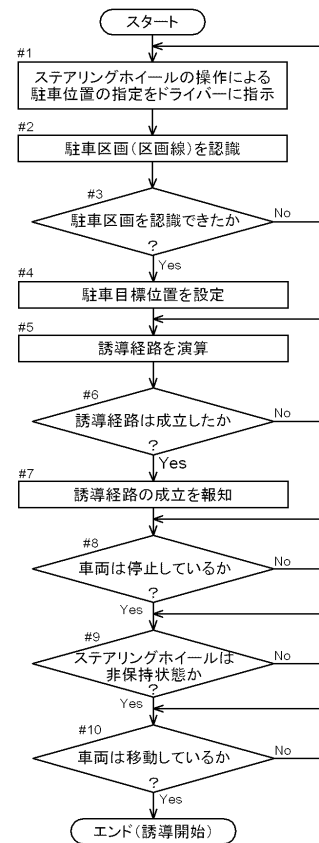 スタート
#1
ステアリングホイールの操作による
駐車位置の指定をドライバーに指示
#2
駐車区画(区画線)を認識
#3
駐車区画を認識できたか
?
No
Yes
#4
駐車目標位置を設定
#5
誘導経路を演算
#6
誘導経路は成立したか
?
No
Yes
#7
誘導経路の成立を報知
#8
車両は停止しているか
?
No
Yes
#9
ステアリングホイールは
非保持状態か
?
No
Yes
#10
車両は移動しているか
?
No
Yes
エンド(誘導開始)